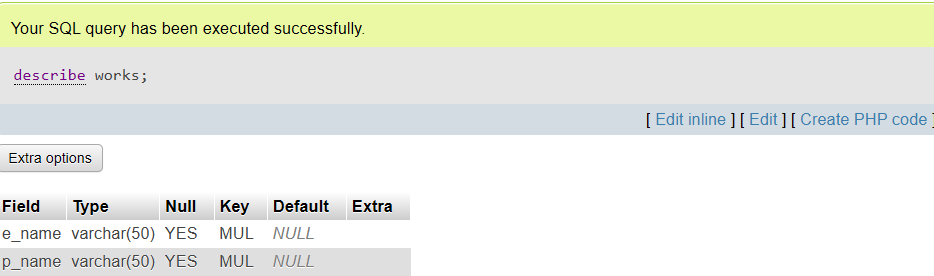 Your SQL query has been executed successfully.
describe works;
[ Edit inline ] [ Edit ] [ Create PHP code ]
Extra options
Field Type Null Key Default Extra
e_name varchar(50) YES MUL NULL
p_name varchar(50) YES MUL NULL